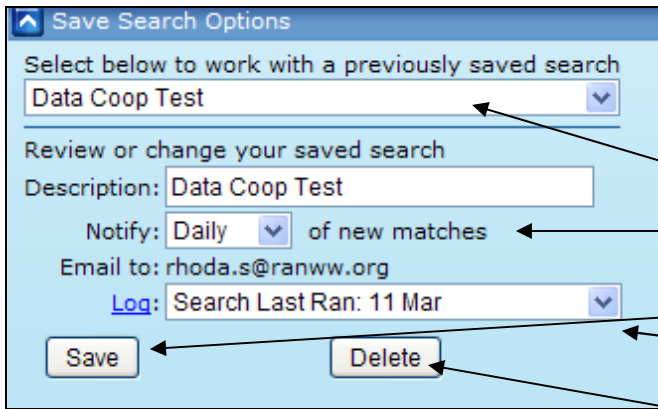 Save Search Options
Select below to work with a previously saved search
Data Coop Test
Review or change your saved search
Description: Data Coop Test
Notify: Daily of new matches
Email to: rhoda.s@ranww.org
Log: Search Last Ran: 11 Mar
Save Delete